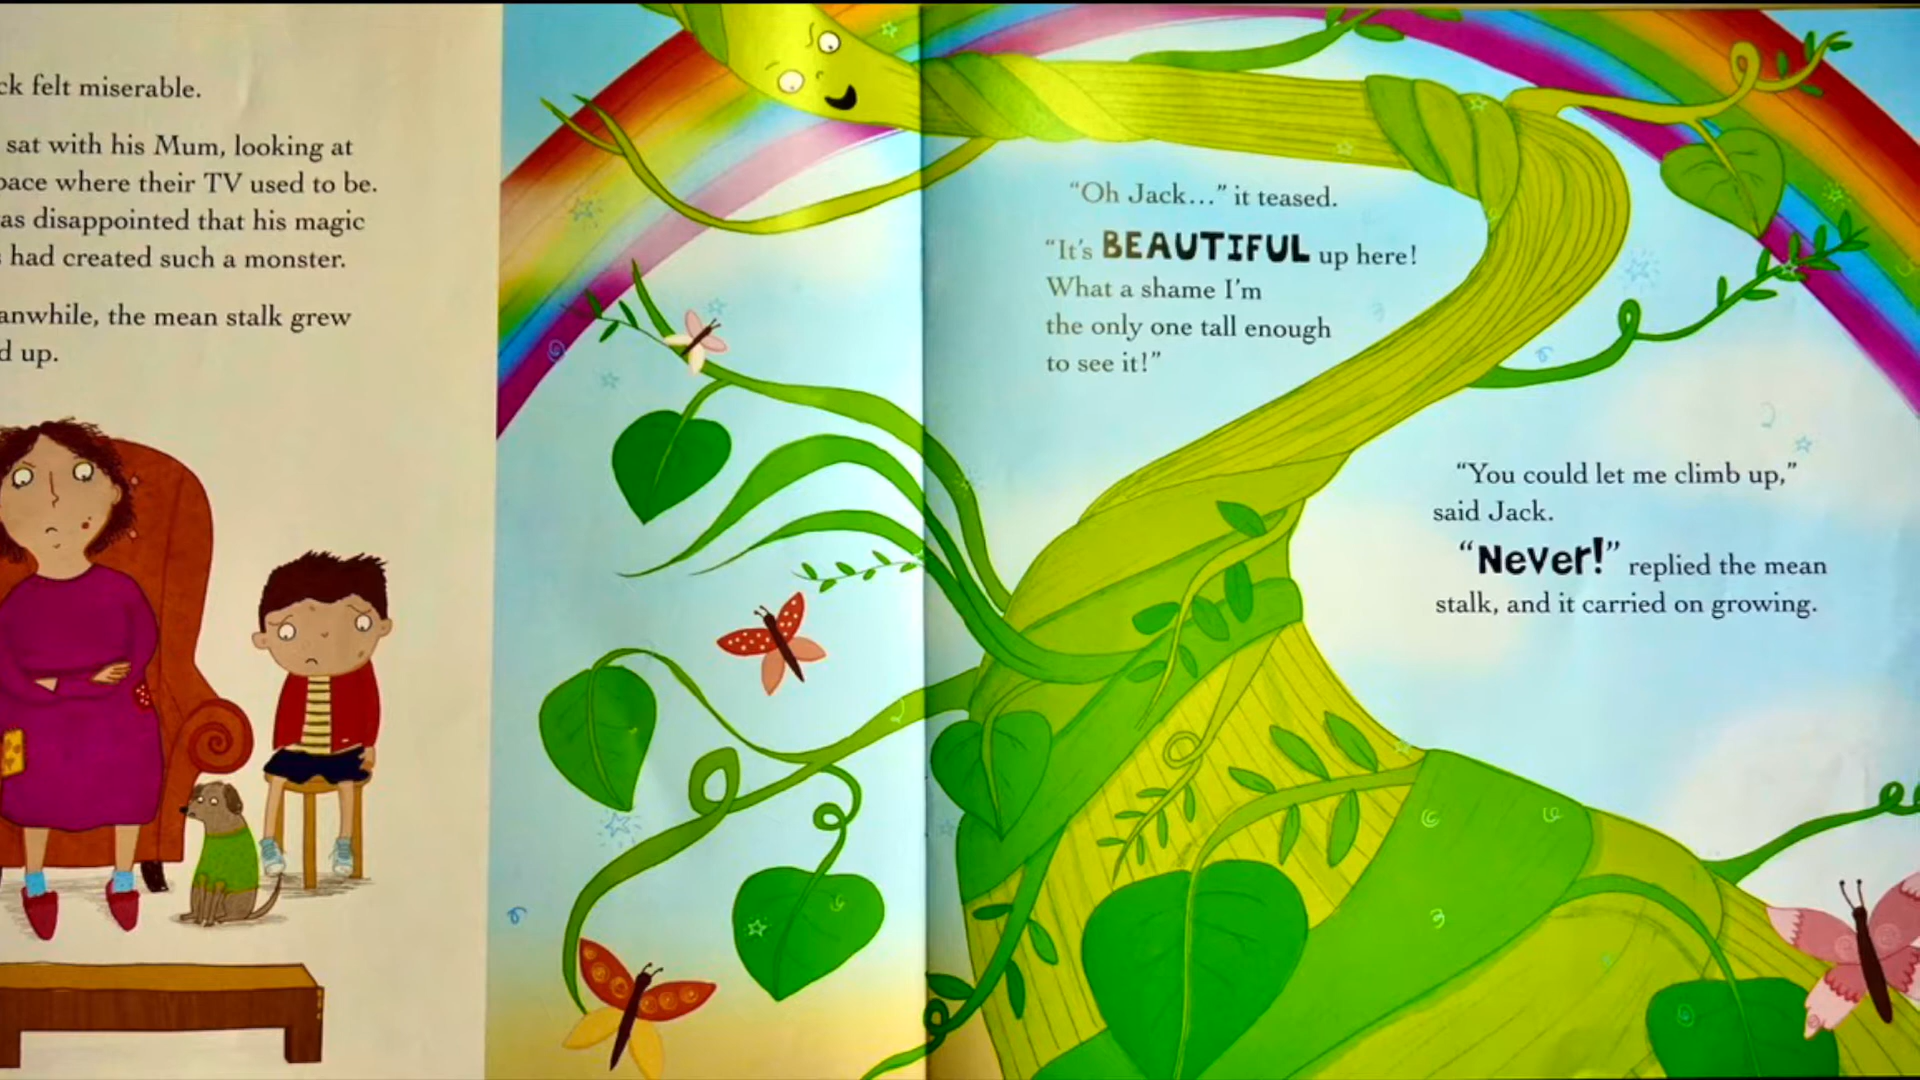 ck felt miserable.
sat with his Mum, looking at
pace where their TV used to be.
as disappointed that his magic
had created such a monster.
anwhile, the mean stalk grew
d up.
“Oh Jack...” it teased.
“It’s BEAUTIFUL up here!
What a shame I’m
the only one tall enough
to see it!”
“You could let me climb up,”
said Jack.
“Never!” replied the mean
stalk, and it carried on growing.